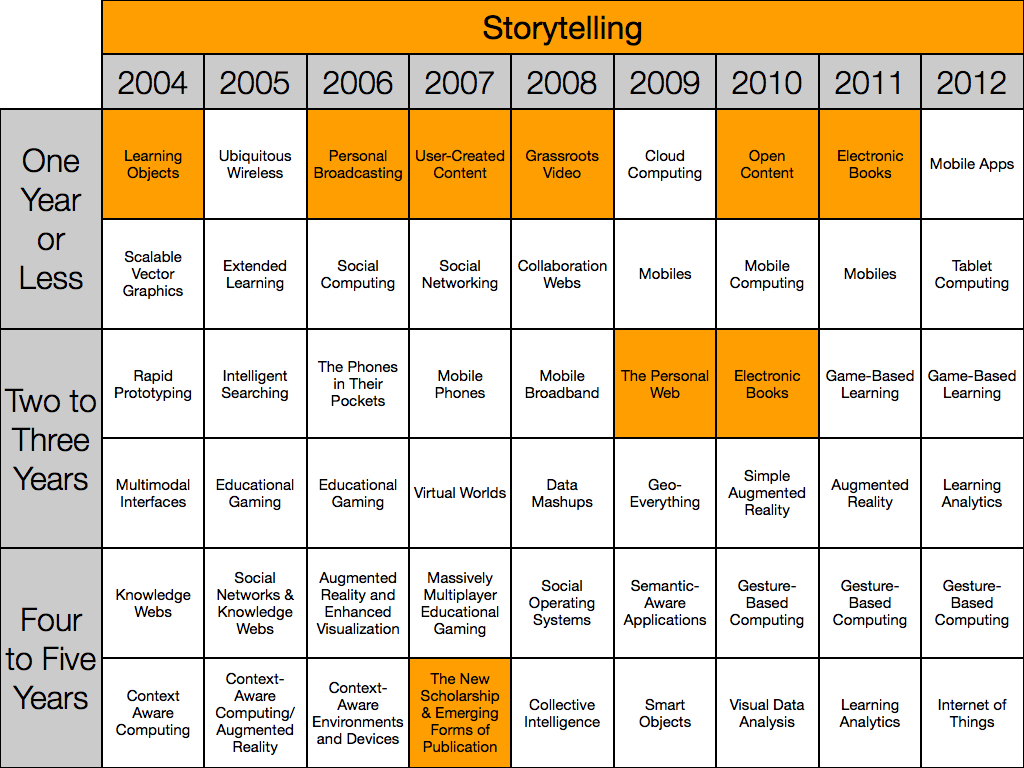 Storytelling
2004 2005 2006 2007 2008 2009 2010 2011 2012
One
Year
or
Less
Learning
Objects
Ubiquitous
Wireless
Personal
Broadcasting
User-Created
Content
Grassroots
Video
Cloud
Computing
Open
Content
Electronic
Books
Mobile Apps
Scalable
Vector
Graphics
Extended
Learning
Social
Computing
Social
Networking
Collaboration
Webs
Mobiles
Mobile
Computing
Mobiles
Tablet
Computing
Two to
Three
Years
Rapid
Prototyping
Intelligent
Searching
The Phones
in Their
Pockets
Mobile
Phones
Mobile
Broadband
The Personal
Web
Electronic
Books
Game-Based
Learning
Game-Based
Learning
Multimodal
Interfaces
Educational
Gaming
Educational
Gaming
Virtual Worlds
Data
Mashups
Geo-
Everything
Simple
Augmented
Reality
Augmented
Reality
Learning
Analytics
Four
to Five
Years
Knowledge
Webs
Social
Networks &
Knowledge
Webs
Augmented
Reality and
Enhanced
Visualization
Massively
Multiplayer
Educational
Gaming
Social
Operating
Systems
Semantic-
Aware
Applications
Gesture-
Based
Computing
Gesture-
Based
Computing
Gesture-
Based
Computing
Context
Aware
Computing
Context-
Aware
Computing/
Augmented
Reality
Context-
Aware
Environments
and Devices
The New
Scholarship
& Emerging
Forms of
Publication
Collective
Intelligence
Smart
Objects
Visual Data
Analysis
Learning
Analytics
Internet of
Things